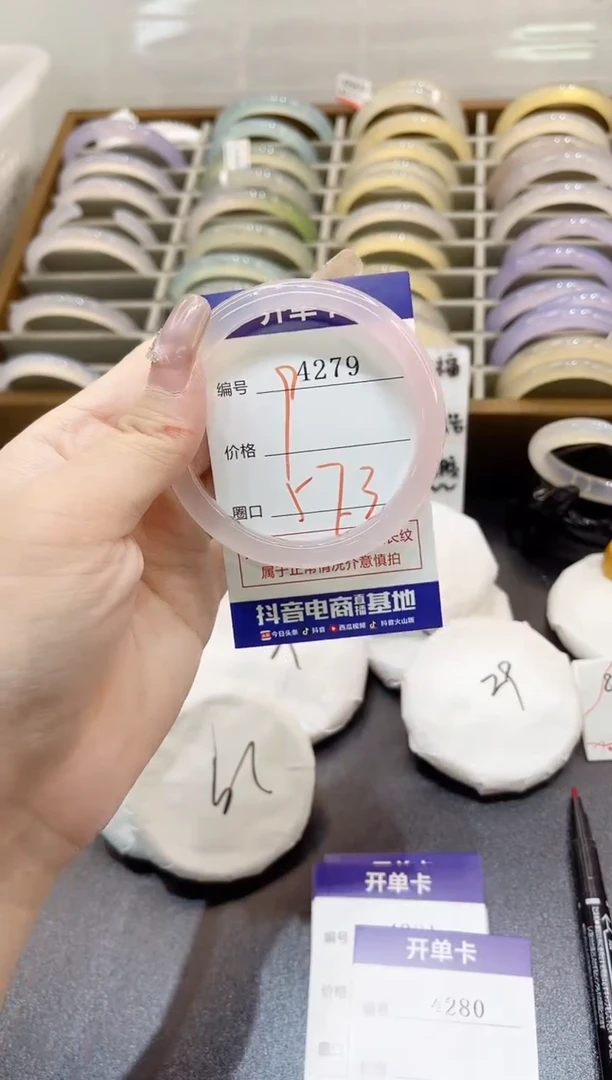 开单卡
编号 4279
价格
圈口 573
长纹
属于正常情况介意慎拍
抖音电商直播基地
今日头条 抖音 西瓜视频 抖音火山版
29
开单卡
编号
价格
开单卡
编号 4280